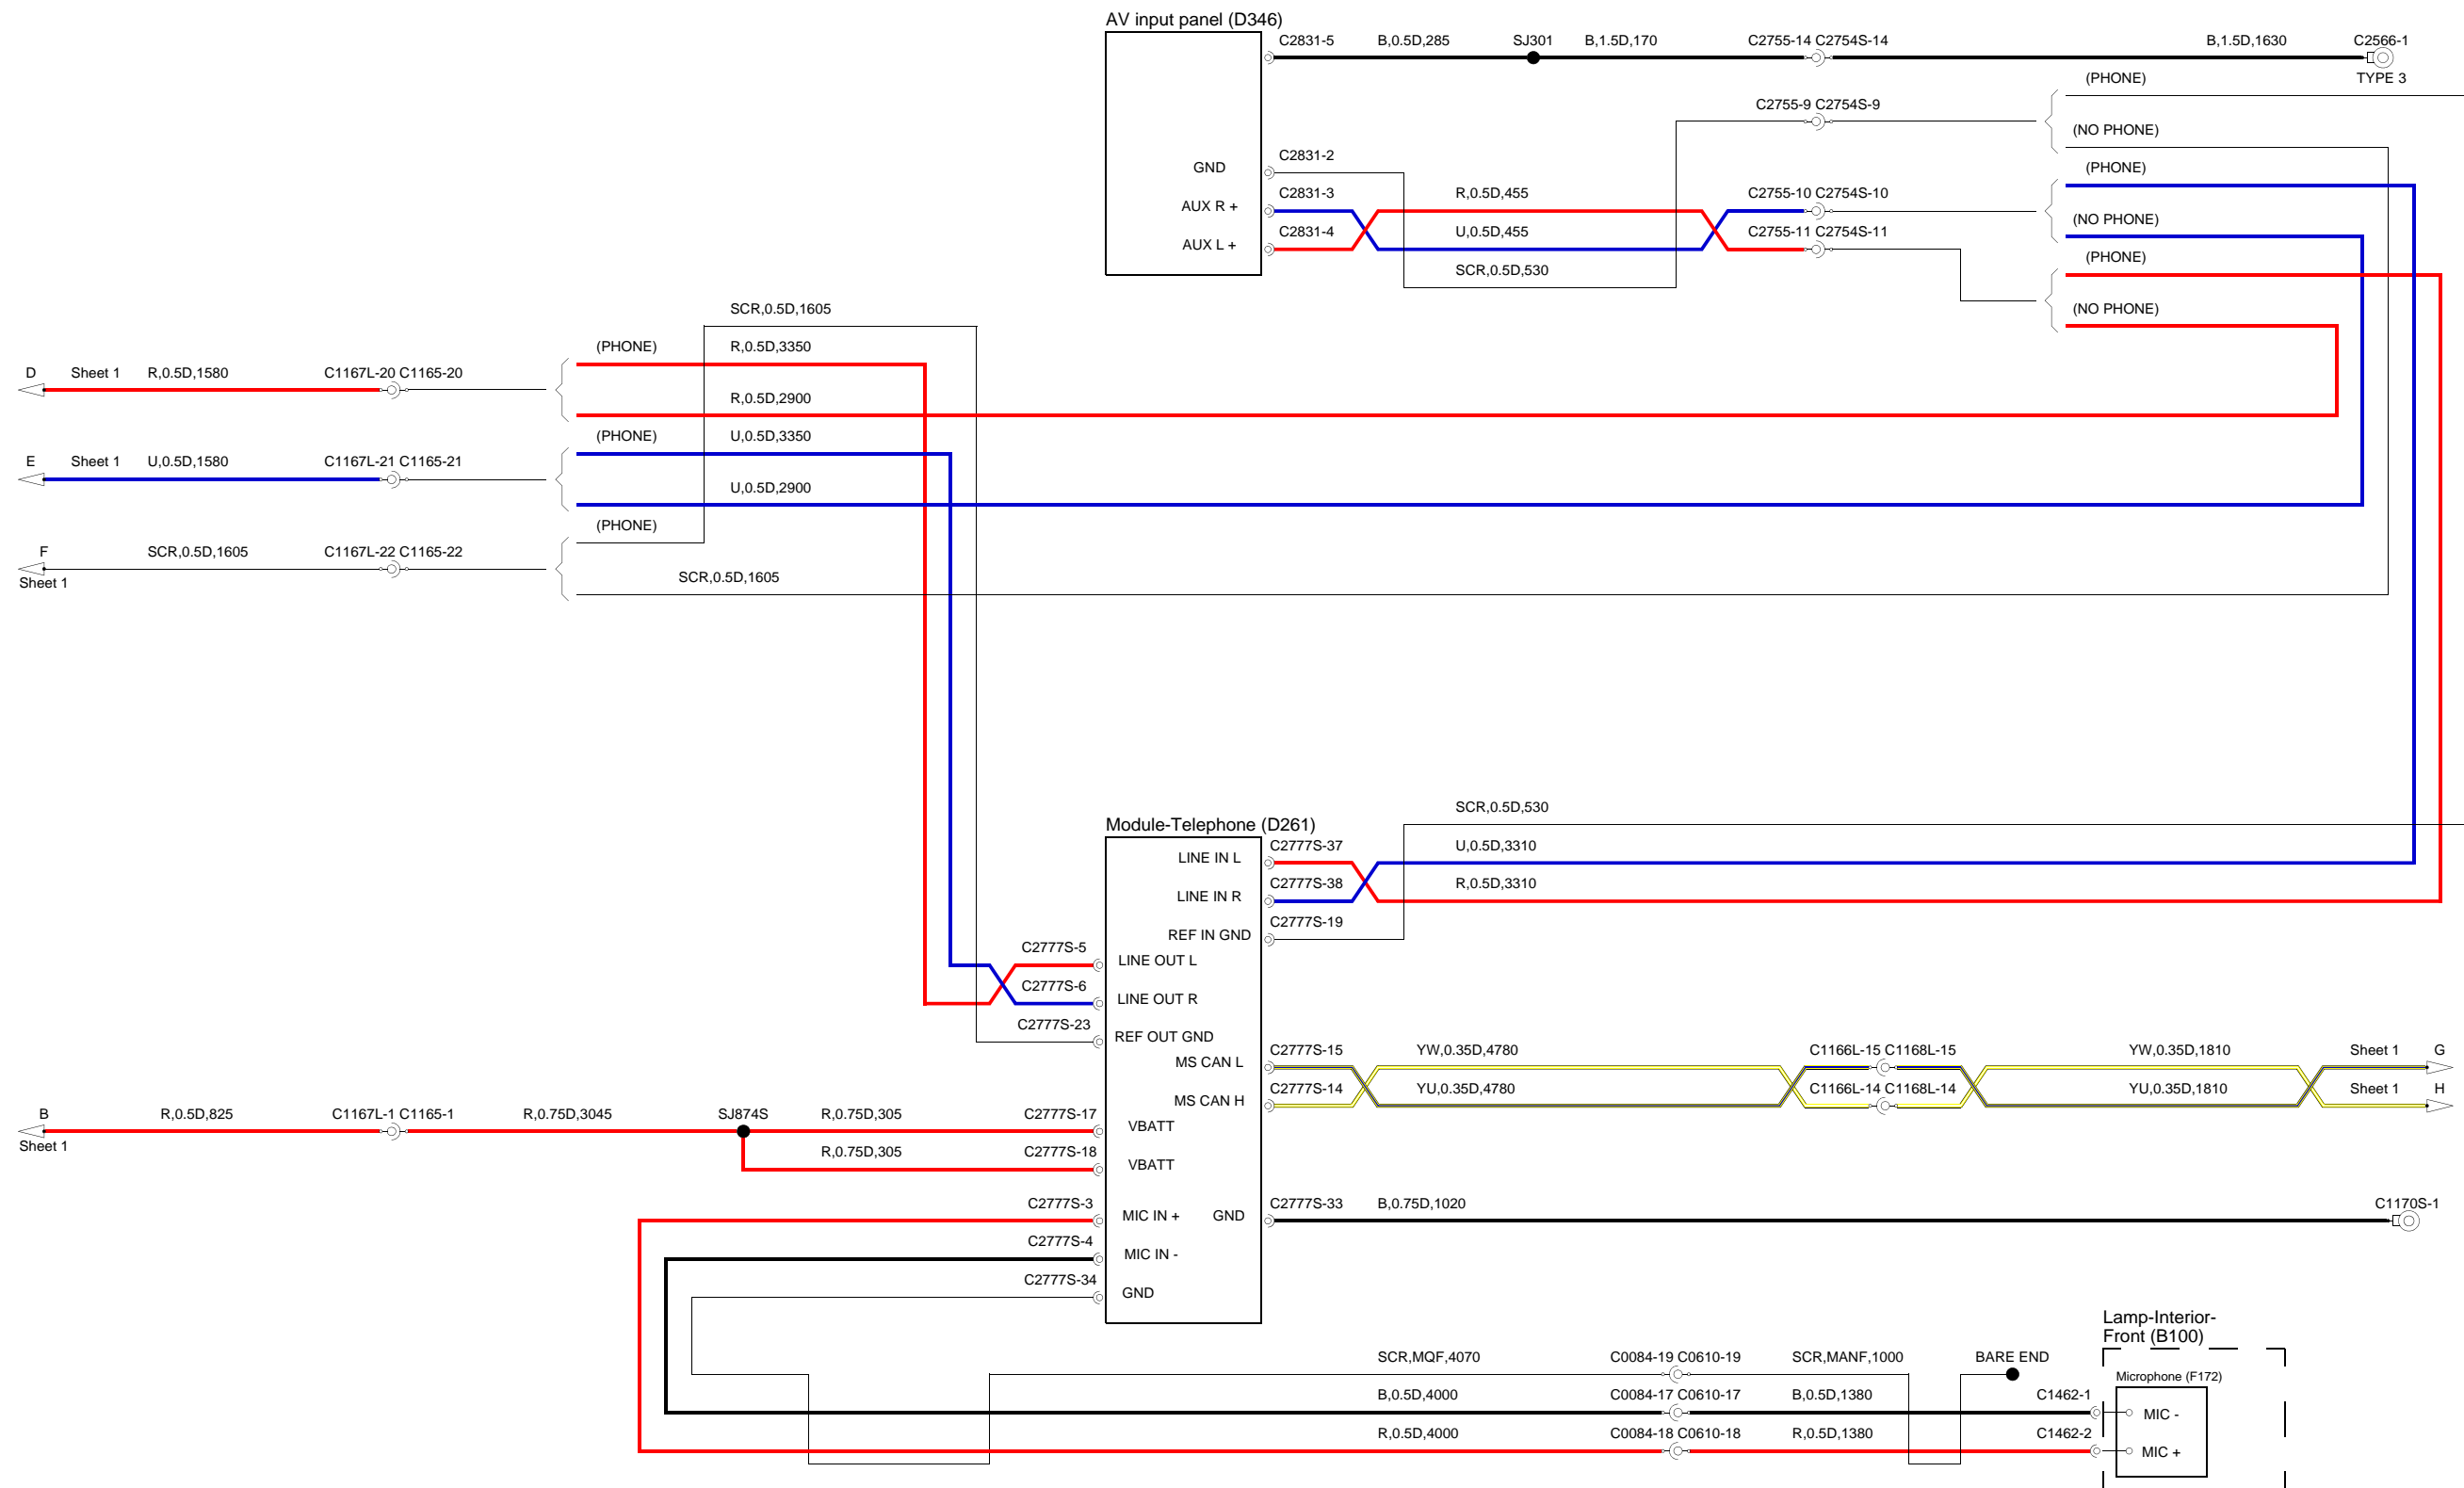 AV input panel (D346)
C2831-5 B,0.5D,285 SJ301 B,1.5D,170 C2755-14 C2754S-14 B,1.5D,1630 C2566-1
TYPE 3
(PHONE)
C2755-9 C2754S-9
(NO PHONE)
C2831-2
GND
(PHONE)
C2831-3 R,0.5D,455 C2755-10 C2754S-10
AUX R +
(NO PHONE)
C2831-4 U,0.5D,455 C2755-11 C2754S-11
AUX L +
(PHONE)
SCR,0.5D,530
(NO PHONE)
SCR,0.5D,1605
(PHONE) R,0.5D,3350
D Sheet 1 R,0.5D,1580 C1167L-20 C1165-20
R,0.5D,2900
(PHONE) U,0.5D,3350
E Sheet 1 U,0.5D,1580 C1167L-21 C1165-21
U,0.5D,2900
(PHONE)
F SCR,0.5D,1605 C1167L-22 C1165-22
Sheet 1
SCR,0.5D,1605
SCR,0.5D,530
Module-Telephone (D261)
C2777S-37 U,0.5D,3310
LINE IN L
C2777S-38 R,0.5D,3310
LINE IN R
C2777S-19
REF IN GND
C2777S-5
LINE OUT L
C2777S-6
LINE OUT R
C2777S-23
REF OUT GND
C2777S-15 YW,0.35D,4780 C1166L-15 C1168L-15 YW,0.35D,1810 Sheet 1 G
MS CAN L
C2777S-14 YU,0.35D,4780 C1166L-14 C1168L-14 YU,0.35D,1810 Sheet 1 H
MS CAN H
B R,0.5D,825 C1167L-1 C1165-1 R,0.75D,3045 SJ874S R,0.75D,305 C2777S-17
Sheet 1
VBATT
R,0.75D,305 C2777S-18
VBATT
C2777S-3 C2777S-33 B,0.75D,1020 C1170S-1
MIC IN + GND
C2777S-4
MIC IN -
C2777S-34
GND
Lamp-Interior-
Front (B100)
SCR,MQF,4070 C0084-19 C0610-19 SCR,MANF,1000 BARE END
Microphone (F172)
B,0.5D,4000 C0084-17 C0610-17 B,0.5D,1380 C1462-1
MIC -
R,0.5D,4000 C0084-18 C0610-18 R,0.5D,1380 C1462-2
MIC +